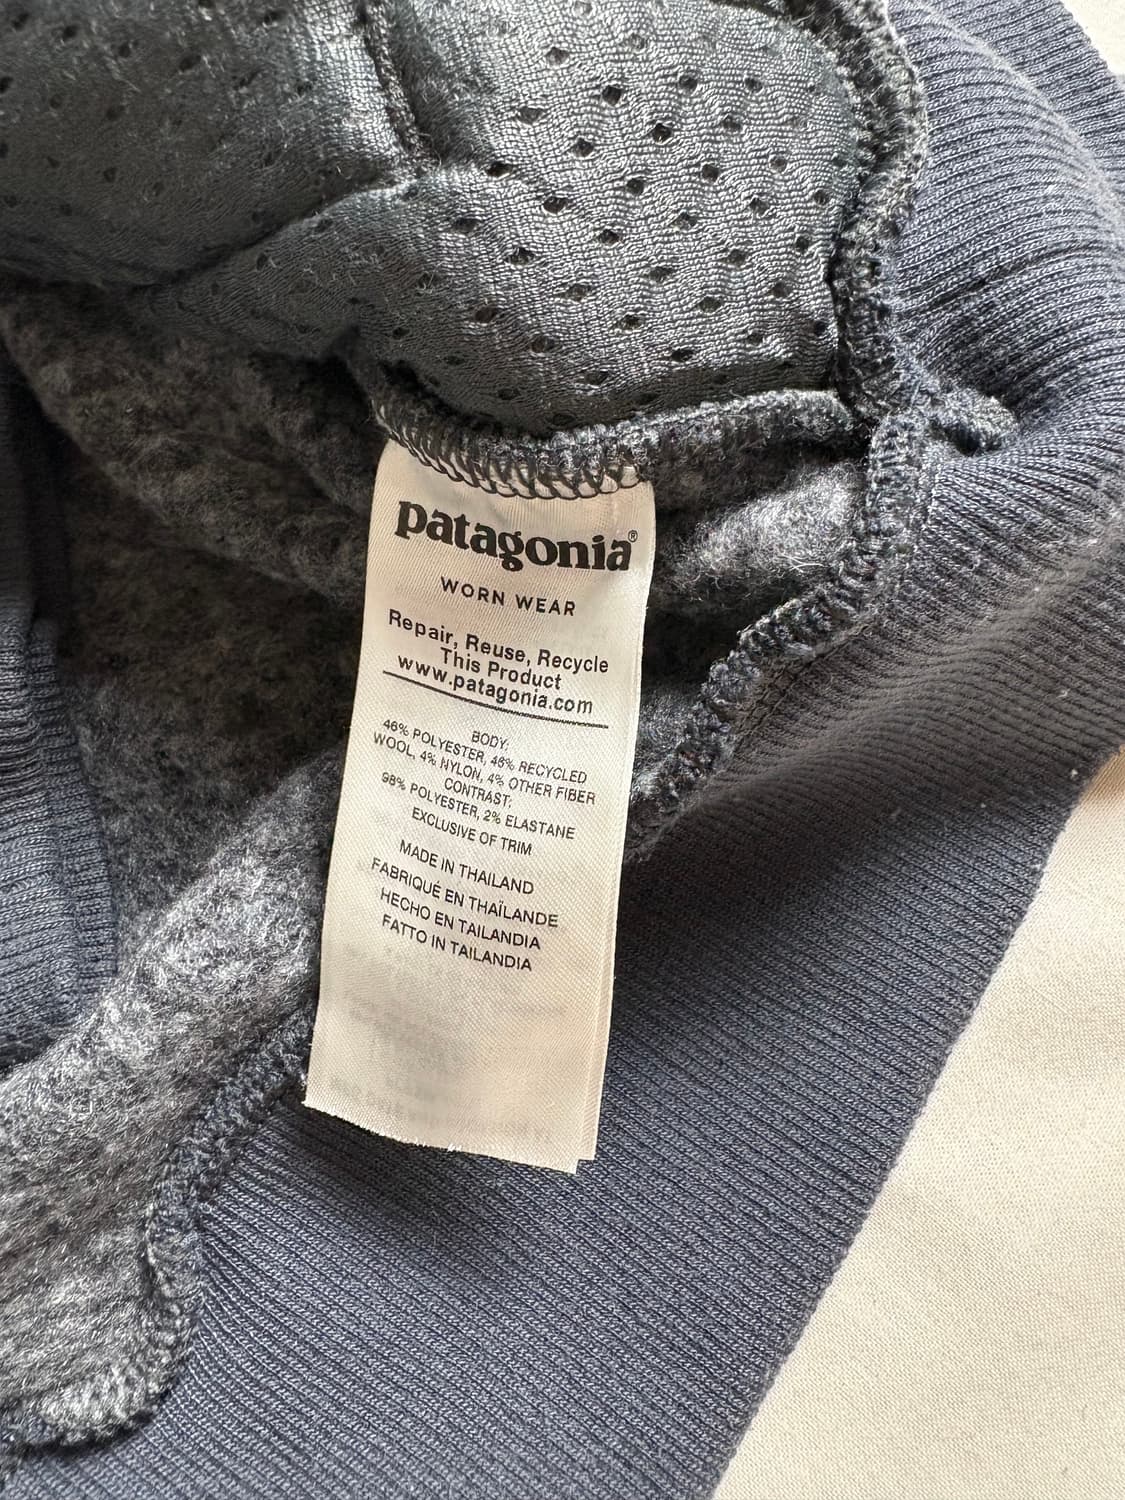 patagonia®
WORN WEAR
Repair, Reuse, Recycle
This Product
www.patagonia.com
BODY:
46% POLYESTER, 46% RECYCLED
WOOL, 4% NYLON, 4% OTHER FIBER
CONTRAST:
98% POLYESTER, 2% ELASTANE
EXCLUSIVE OF TRIM
MADE IN THAILAND
FABRIQUÉ EN THAÏLANDE
HECHO EN TAILANDIA
FATTO IN TAILANDIA